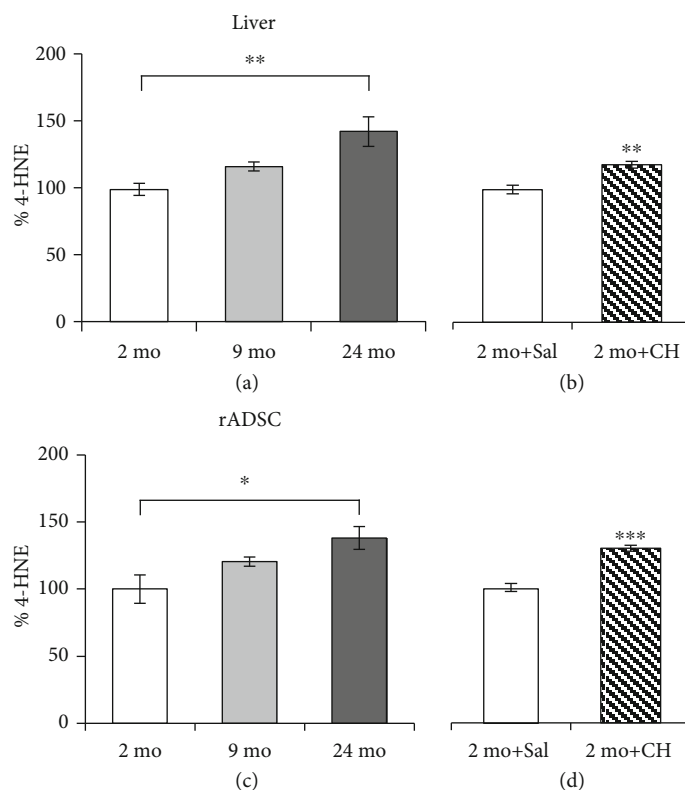 Liver
200
150
100
50
0
% 4-HNE
**
**
2 mo
9 mo
24 mo
2 mo+Sal
2 mo+CH
(a)
(b)
rADSC
200
150
100
50
0
% 4-HNE
*
***
2 mo
9 mo
24 mo
2 mo+Sal
2 mo+CH
(c)
(d)